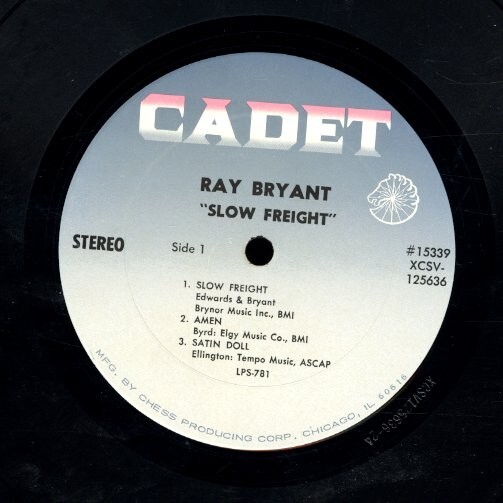 CADET
RAY BRYANT
"SLOW FREIGHT"
STEREO
Side 1
#15339
XCSV-
125636
1. SLOW FREIGHT
Edwards & Bryant
Brynor Music Inc., BMI
2. AMEN
Byrd: Elgy Music Co., BMI
3. SATIN DOLL
Ellington: Tempo Music, ASCAP
LPS-781
MFG. BY CHESS PRODUCING CORP., CHICAGO, IL 60616